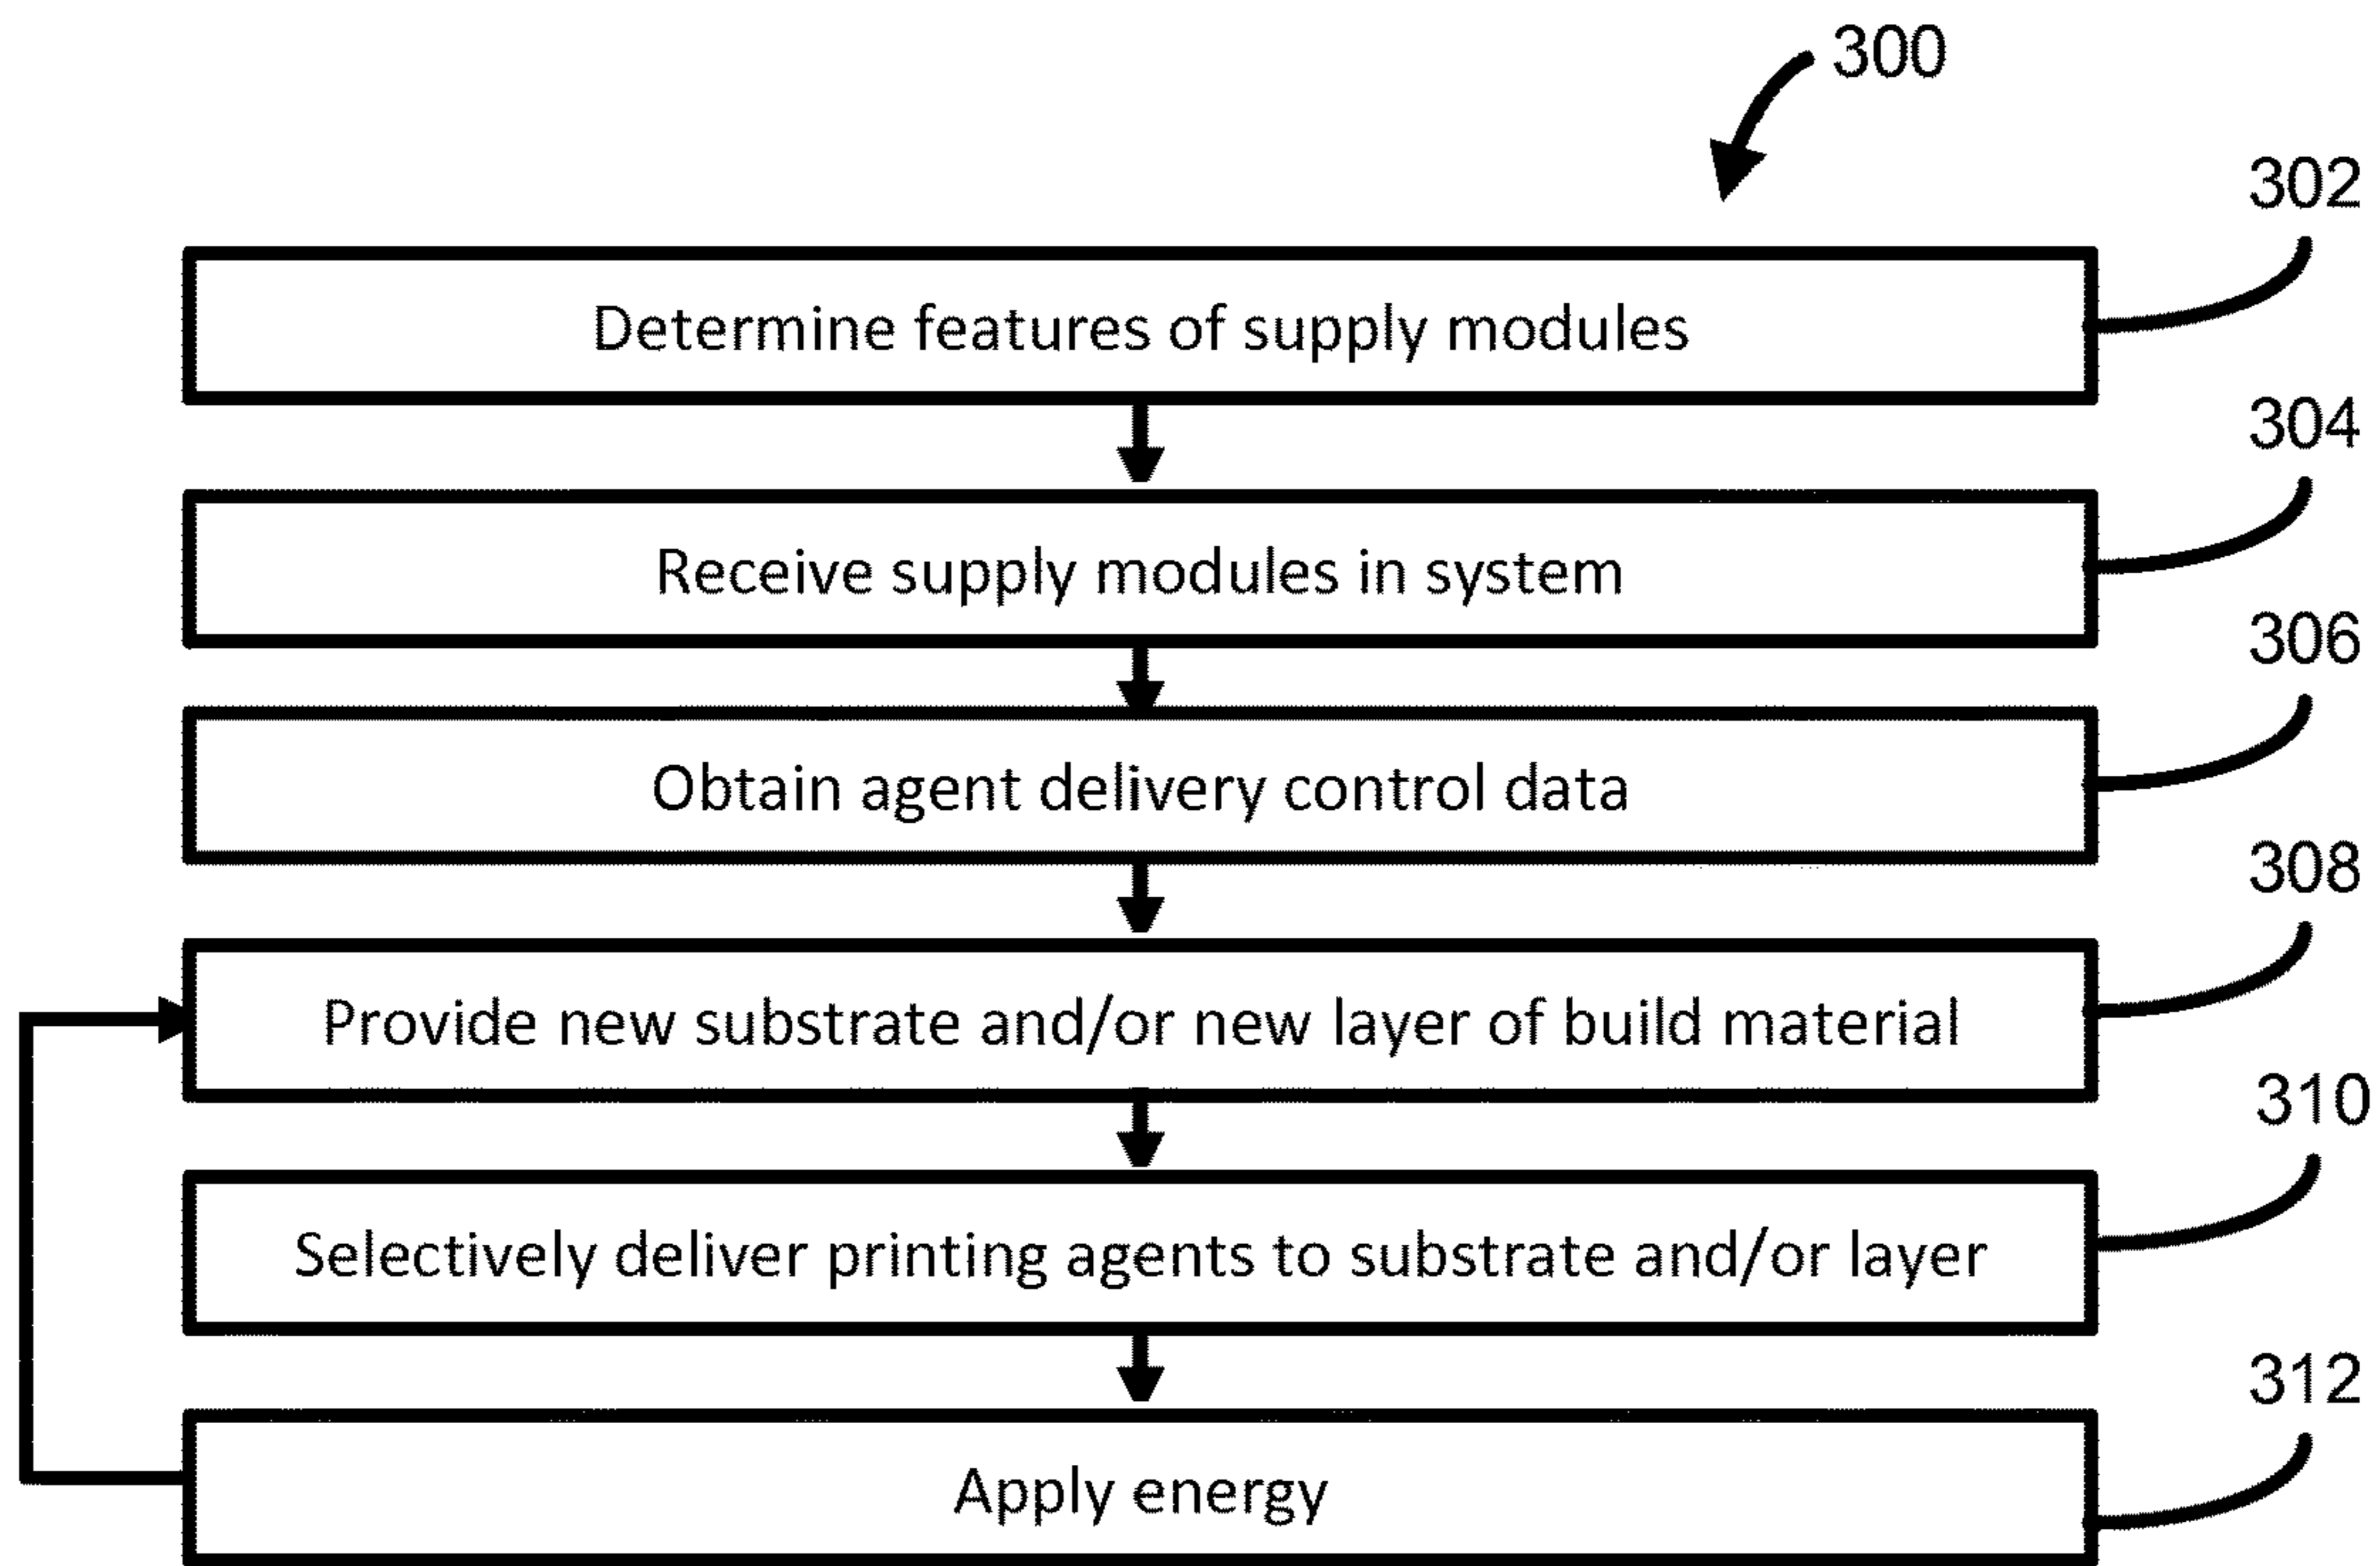 300
302
Determine features of supply modules
304
Receive supply modules in system
306
Obtain agent delivery control data
308
Provide new substrate and/or new layer of build material
310
Selectively deliver printing agents to substrate and/or layer
312
Apply energy